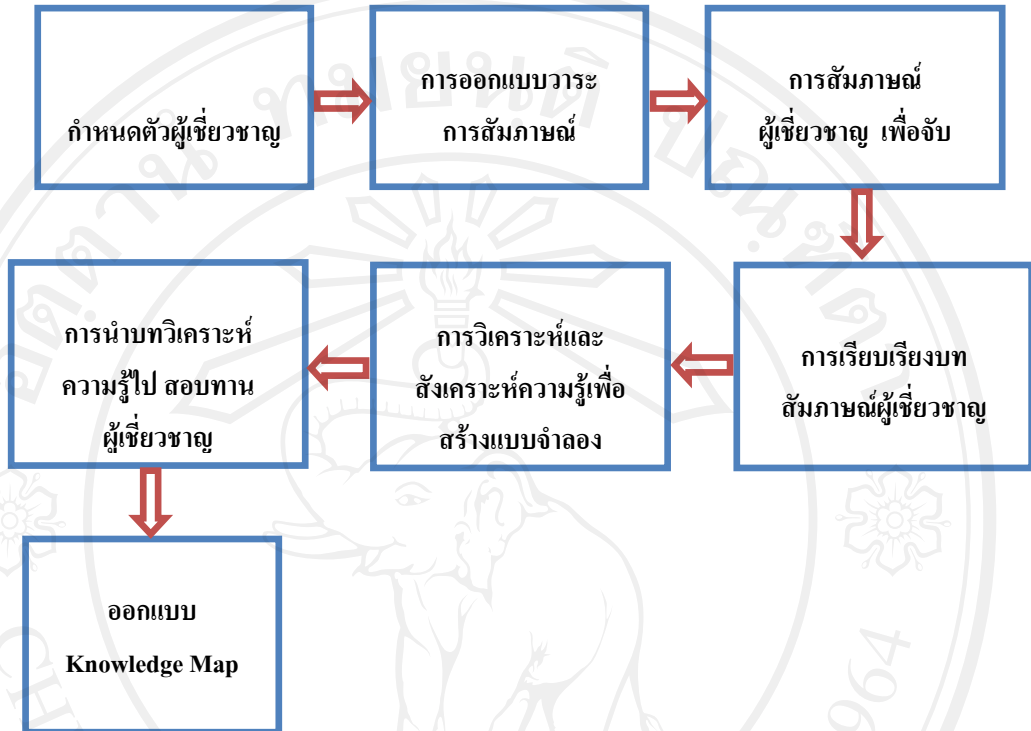 กำหนดตัวผู้เชี่ยวชาญ
การออกแบบวาระ
การสัมภาษณ์
การสัมภาษณ์
ผู้เชี่ยวชาญ เพื่อจับ
การเรียบเรียงบท
สัมภาษณ์ผู้เชี่ยวชาญ
การวิเคราะห์และ
สังเคราะห์ความรู้เพื่อ
สร้างแบบจำลอง
การนำบทวิเคราะห์
ความรู้ไป สอบทาน
ผู้เชี่ยวชาญ
ออกแบบ
Knowledge Map
1964